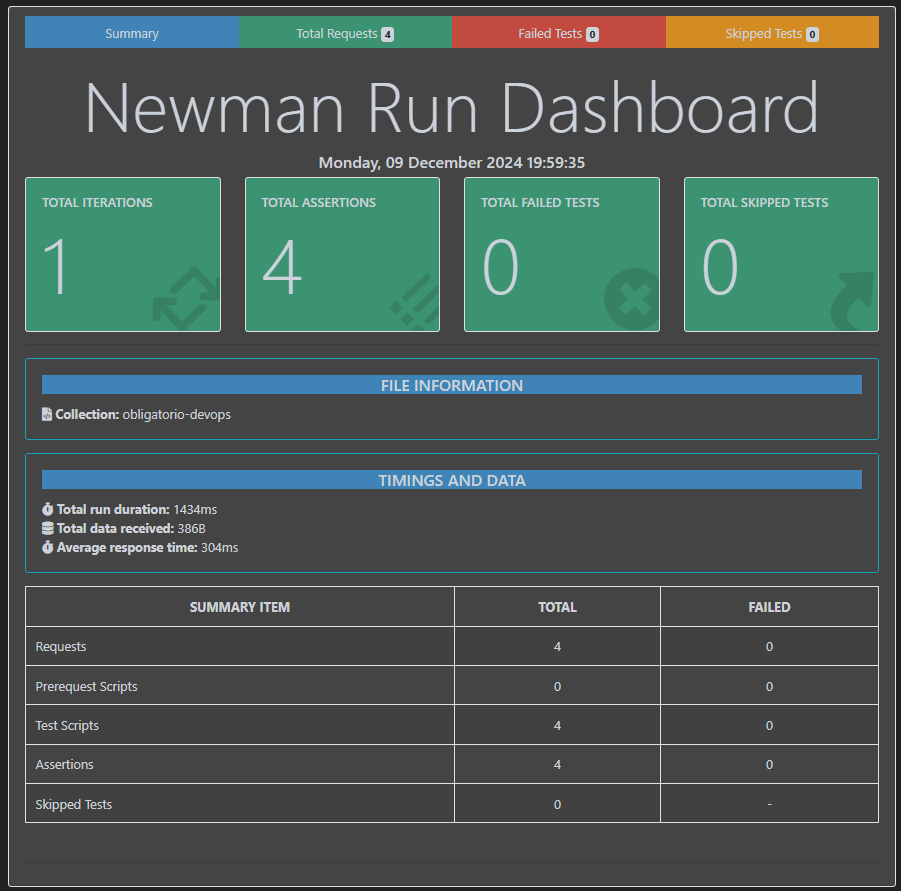 Summary Total Requests 4 Failed Tests 0 Skipped Tests 0
Newman Run Dashboard
Monday, 09 December 2024 19:59:35
TOTAL ITERATIONS TOTAL ASSERTIONS TOTAL FAILED TESTS TOTAL SKIPPED TESTS
1 4 0 0
FILE INFORMATION
Collection: obligatorio-devops
TIMINGS AND DATA
Total run duration: 1434ms
Total data received: 386B
Average response time: 304ms
SUMMARY ITEM TOTAL FAILED
Requests 4 0
Prerequest Scripts 0 0
Test Scripts 4 0
Assertions 4 0
Skipped Tests 0 -